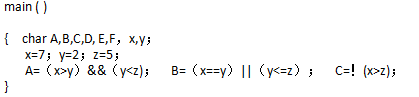 main ( )
{ char A,B,C,D, E,F，x,y；
x=7；y=2；z=5；
A=（x>y）&&（y<z)； B=（x==y）||（y<=z）； C=！(x>z)；
}